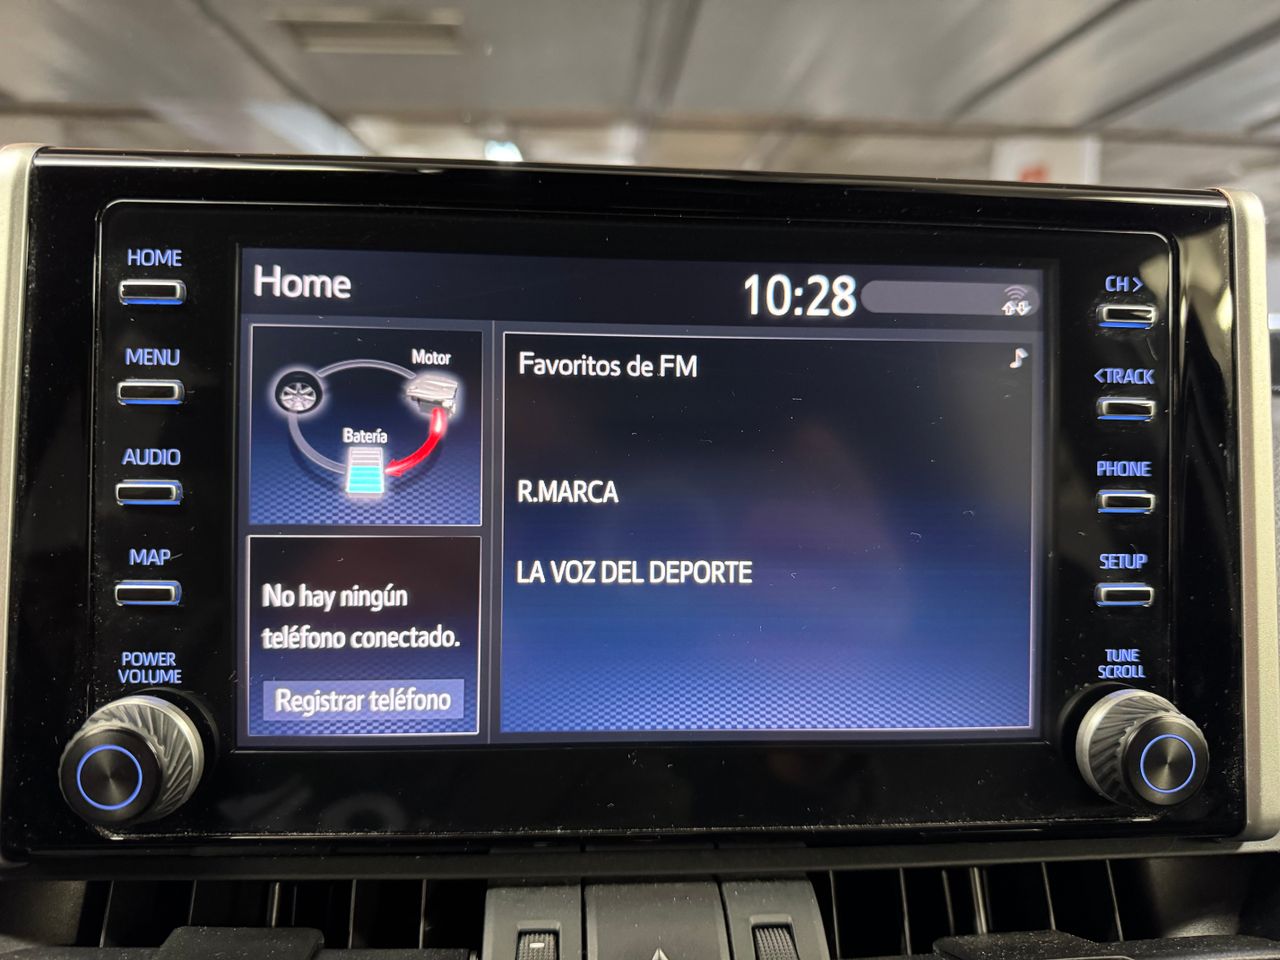 HOME
MENU
AUDIO
MAP
POWER
VOLUME
Home
10:28
Motor
Batería
No hay ningún
teléfono conectado.
Registrar teléfono
Favoritos de FM
R.MARCA
LA VOZ DEL DEPORTE
CH >
<TRACK
PHONE
SETUP
TUNE
SCROLL